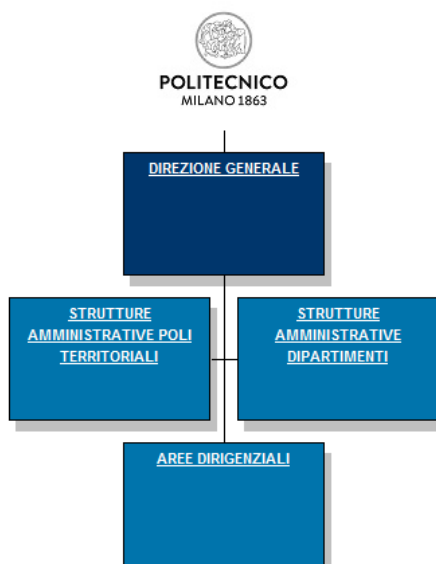 POLITECNICO
MILANO 1863
DIREZIONE GENERALE
STRUTTURE
AMMINISTRATIVE POLI
TERRITORIALI
STRUTTURE
AMMINISTRATIVE
DIPARTIMENTI
AREE DIRIGENZIALI